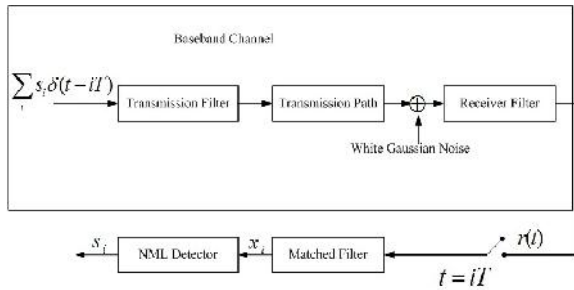 Baseband Channel
∑ sᵢδ(t − iT)
i
Transmission Filter
Transmission Path
Receiver Filter
White Gaussian Noise
sᵢ
NML Detector
xᵢ
Matched Filter
r(t)
t = iT